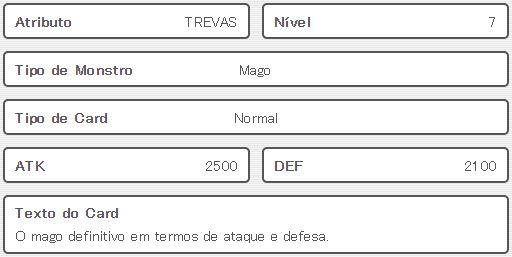 Atributo TREVAS Nível 7
Tipo de Monstro Mago
Tipo de Card Normal
ATK 2500 DEF 2100
Texto do Card
O mago definitivo em termos de ataque e defesa.